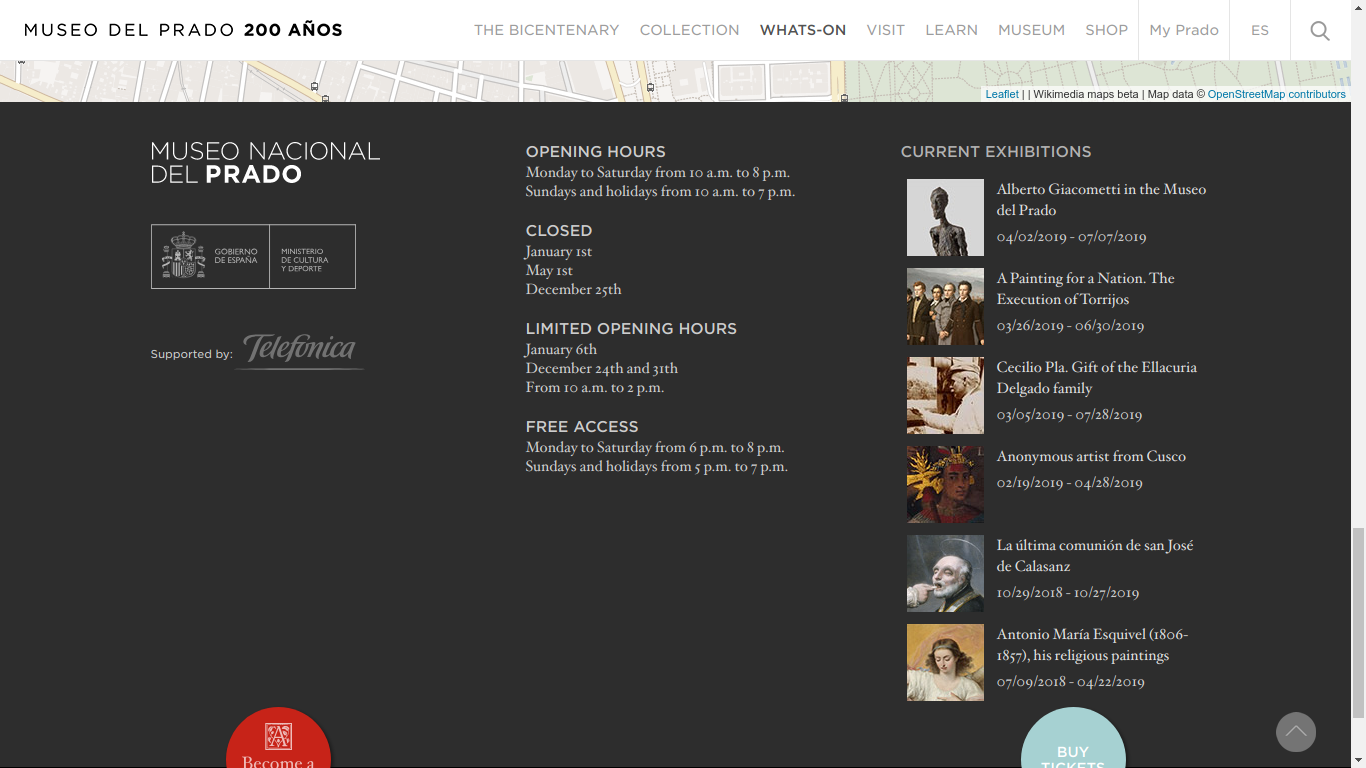 MUSEO DEL PRADO 200 AÑOS
THE BICENTENARY
COLLECTION
WHATS-ON
VISIT
LEARN
MUSEUM
SHOP
My Prado
ES
Leaflet | | Wikimedia maps beta | Map data © OpenStreetMap contributors
MUSEO NACIONAL
DEL PRADO
GOBIERNO
DE ESPAÑA
MINISTERIO
DE CULTURA
Y DEPORTE
Supported by:
Telefónica
OPENING HOURS
Monday to Saturday from 10 a.m. to 8 p.m.
Sundays and holidays from 10 a.m. to 7 p.m.
CLOSED
January 1st
May 1st
December 25th
LIMITED OPENING HOURS
January 6th
December 24th and 31th
From 10 a.m. to 2 p.m.
FREE ACCESS
Monday to Saturday from 6 p.m. to 8 p.m.
Sundays and holidays from 5 p.m. to 7 p.m.
CURRENT EXHIBITIONS
Alberto Giacometti in the Museo
del Prado
04/02/2019 - 07/07/2019
A Painting for a Nation. The
Execution of Torrijos
03/26/2019 - 06/30/2019
Cecilio Pla. Gift of the Ellacuria
Delgado family
03/05/2019 - 07/28/2019
Anonymous artist from Cusco
02/19/2019 - 04/28/2019
La última comunión de san José
de Calasanz
10/29/2018 - 10/27/2019
Antonio María Esquivel (1806-
1857), his religious paintings
07/09/2018 - 04/22/2019
A
Become a
BUY
TICKETS